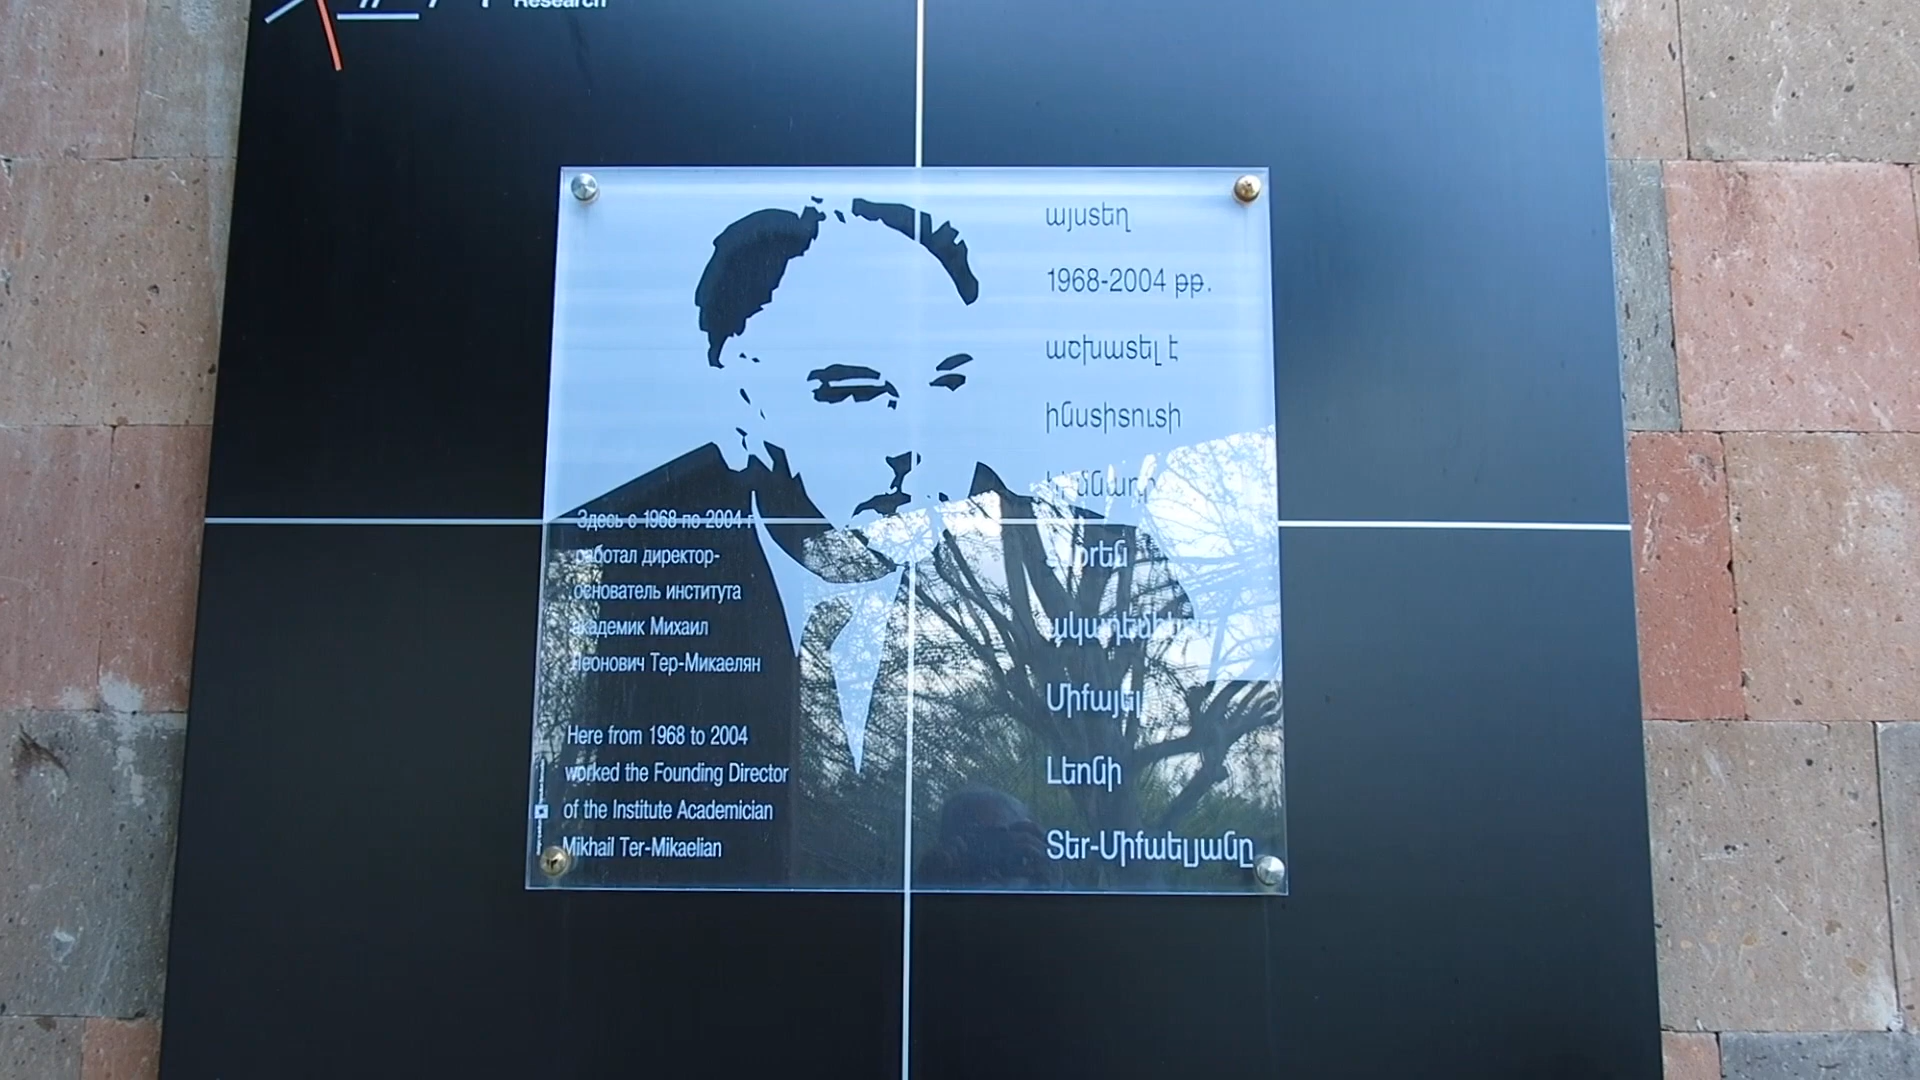 Research
այստեղ
1968-2004 թթ.
աշխատել է
ինստիտուտի
Միքայել
Լեոնի
Տեր-Միքաելյանը
Здесь с 1968 по 2004 г
работал директор-
основатель института
академик Михаил
Леонович Тер-Микаелян
Here from 1968 to 2004
worked the Founding Director
of the Institute Academician
Mikhail Ter-Mikaelian